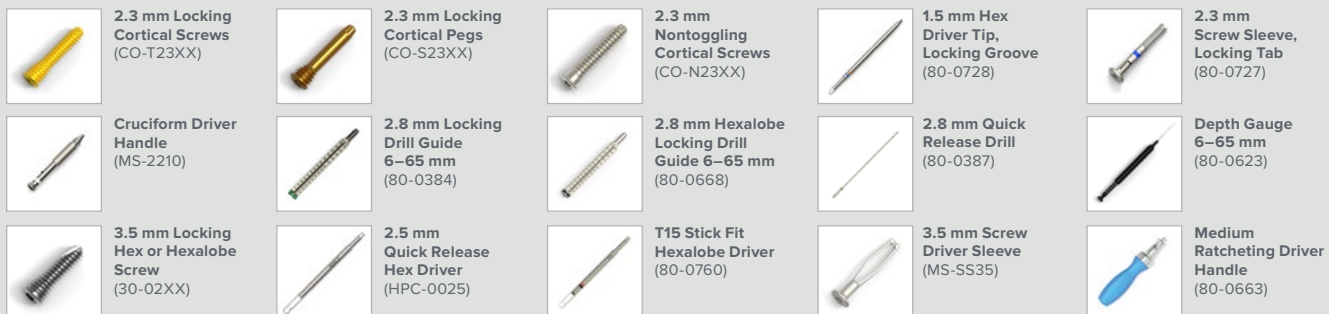 2.3 mm Locking
Cortical Screws
(CO-T23XX)
2.3 mm Locking
Cortical Pegs
(CO-S23XX)
2.3 mm
Nontoggling
Cortical Screws
(CO-N23XX)
1.5 mm Hex
Driver Tip,
Locking Groove
(80-0728)
2.3 mm
Screw Sleeve,
Locking Tab
(80-0727)
Cruciform Driver
Handle
(MS-2210)
2.8 mm Locking
Drill Guide
6–65 mm
(80-0384)
2.8 mm Hexalobe
Locking Drill
Guide 6–65 mm
(80-0668)
2.8 mm Quick
Release Drill
(80-0387)
Depth Gauge
6–65 mm
(80-0623)
3.5 mm Locking
Hex or Hexalobe
Screw
(30-02XX)
2.5 mm
Quick Release
Hex Driver
(HPC-0025)
T15 Stick Fit
Hexalobe Driver
(80-0760)
3.5 mm Screw
Driver Sleeve
(MS-SS35)
Medium
Ratcheting Driver
Handle
(80-0663)